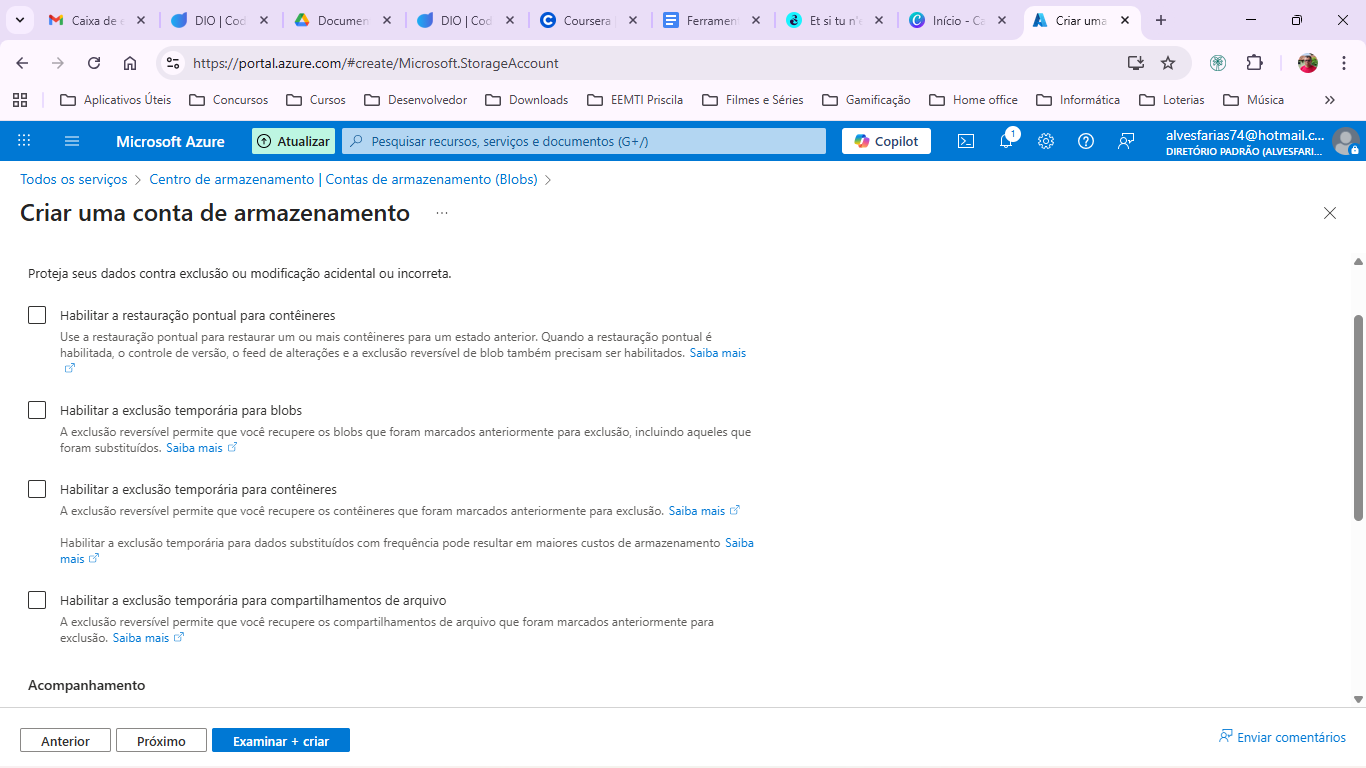 Caixa de e
DIO | Cod
Documen
DIO | Cod
Coursera
Ferrament
Et si tu n'e
Início - Ca
Criar uma
https://portal.azure.com/#create/Microsoft.StorageAccount
Aplicativos Úteis
Concursos
Cursos
Desenvolvedor
Downloads
EEMTI Priscila
Filmes e Séries
Gamificação
Home office
Informática
Loterias
Música
Microsoft Azure
Atualizar
Pesquisar recursos, serviços e documentos (G+/)
Copilot
1
alvesfarias74@hotmail.c...
DIRETÓRIO PADRÃO (ALVESFARI...
Todos os serviços > Centro de armazenamento | Contas de armazenamento (Blobs) >
Criar uma conta de armazenamento ...
Proteja seus dados contra exclusão ou modificação acidental ou incorreta.
Habilitar a restauração pontual para contêineres
Use a restauração pontual para restaurar um ou mais contêineres para um estado anterior. Quando a restauração pontual é
habilitada, o controle de versão, o feed de alterações e a exclusão reversível de blob também precisam ser habilitados. Saiba mais
Habilitar a exclusão temporária para blobs
A exclusão reversível permite que você recupere os blobs que foram marcados anteriormente para exclusão, incluindo aqueles que
foram substituídos. Saiba mais
Habilitar a exclusão temporária para contêineres
A exclusão reversível permite que você recupere os contêineres que foram marcados anteriormente para exclusão. Saiba mais
Habilitar a exclusão temporária para dados substituídos com frequência pode resultar em maiores custos de armazenamento Saiba
mais
Habilitar a exclusão temporária para compartilhamentos de arquivo
A exclusão reversível permite que você recupere os compartilhamentos de arquivo que foram marcados anteriormente para
exclusão. Saiba mais
Acompanhamento
Anterior
Próximo
Examinar + criar
Enviar comentários